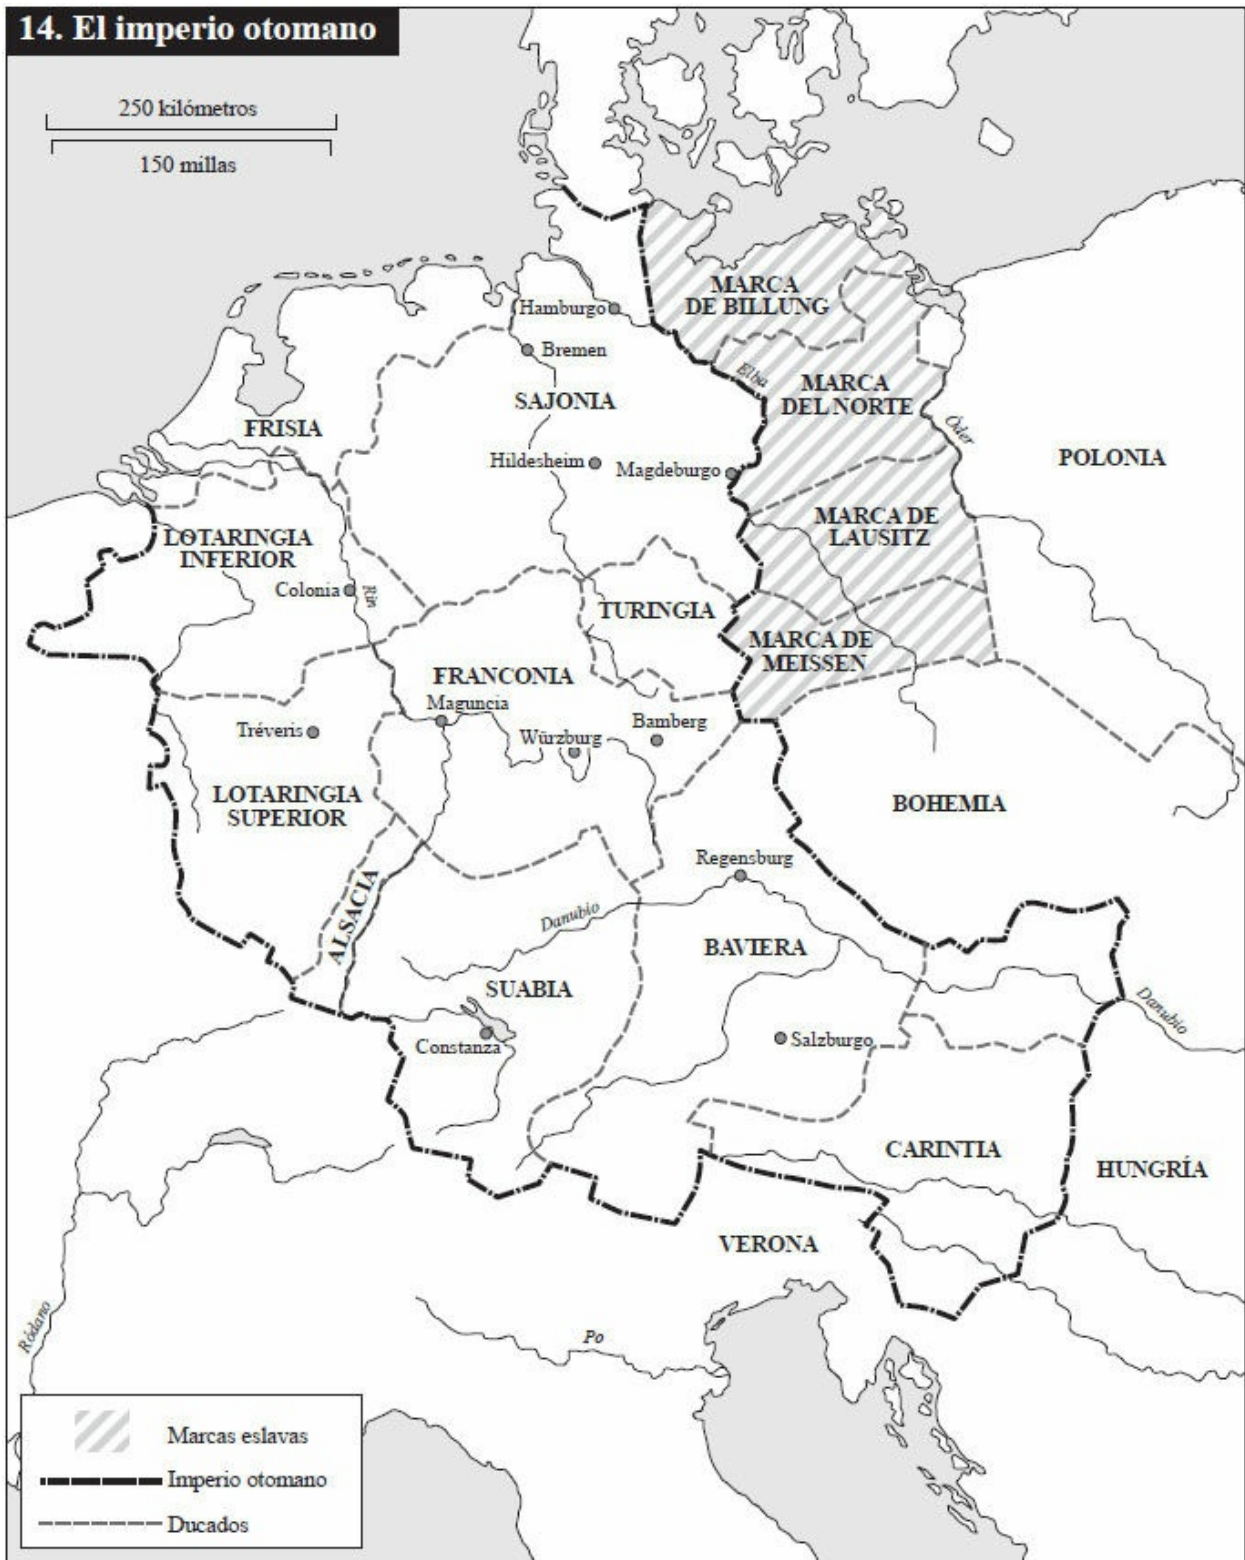 14. El imperio otomano
250 kilómetros
150 millas
MARCA
DE BILLUNG
Hamburgo
Bremen
Elba
MARCA
DEL NORTE
SAJONIA
FRISIA
Óder
POLONIA
Hildesheim
Magdeburgo
LOTARINGIA
INFERIOR
MARCA DE
LAUSITZ
Colonia
Rin
TURINGIA
MARCA DE
MEISSEN
FRANCONIA
Maguncia
Tréveris
Würzburg
Bamberg
LOTARINGIA
SUPERIOR
BOHEMIA
Regensburg
ALSACIA
Danubio
BAVIERA
SUABIA
Danubio
Constanza
Salzburgo
CARINTIA
HUNGRÍA
VERONA
Ródano
Po
Marcas eslavas
Imperio otomano
Ducados